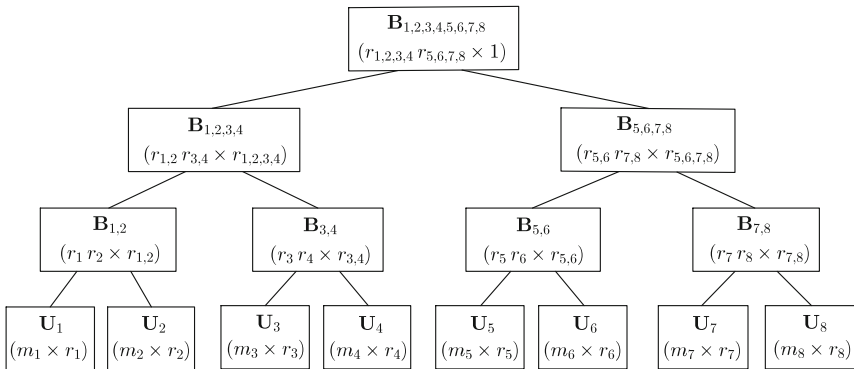 B₁,₂,₃,₄,₅,₆,₇,₈
(r₁,₂,₃,₄ r₅,₆,₇,₈ × 1)
B₁,₂,₃,₄
(r₁,₂ r₃,₄ × r₁,₂,₃,₄)
B₅,₆,₇,₈
(r₅,₆ r₇,₈ × r₅,₆,₇,₈)
B₁,₂
(r₁ r₂ × r₁,₂)
B₃,₄
(r₃ r₄ × r₃,₄)
B₅,₆
(r₅ r₆ × r₅,₆)
B₇,₈
(r₇ r₈ × r₇,₈)
U₁
(m₁ × r₁)
U₂
(m₂ × r₂)
U₃
(m₃ × r₃)
U₄
(m₄ × r₄)
U₅
(m₅ × r₅)
U₆
(m₆ × r₆)
U₇
(m₇ × r₇)
U₈
(m₈ × r₈)